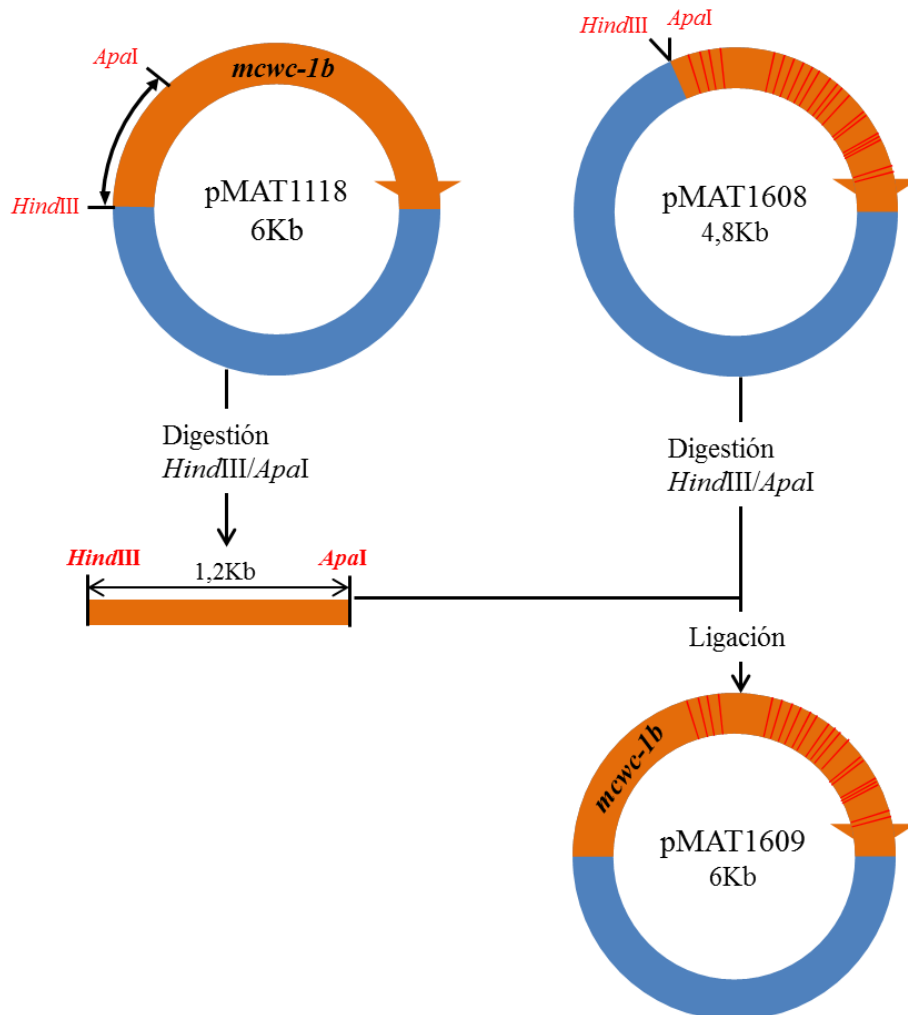 ApaI
mcwc-1b
HindIII
pMAT1118
6Kb
HindIII
ApaI
pMAT1608
4,8Kb
Digestión
HindIII/ApaI
Digestión
HindIII/ApaI
HindIII
1,2Kb
ApaI
Ligación
mcwc-1b
pMAT1609
6Kb